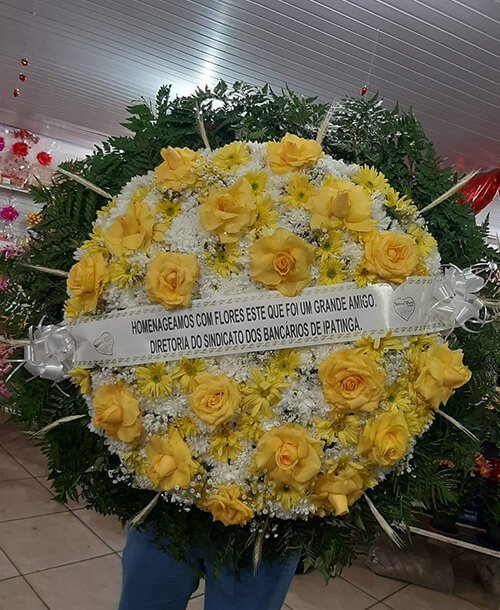 HOMENAGEAMOS COM FLORES ESTE QUE FOI UM GRANDE AMIGO.
DIRETORIA DO SINDICATO DOS BANCÁRIOS DE IPATINGA.